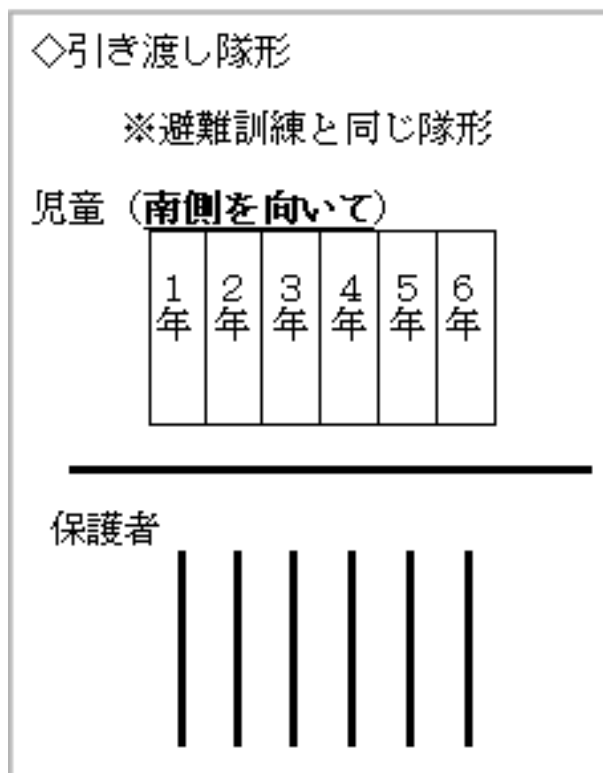 ◇引き渡し隊形
※避難訓練と同じ隊形
児童（南側を向いて）
1年 2年 3年 4年 5年 6年
保護者